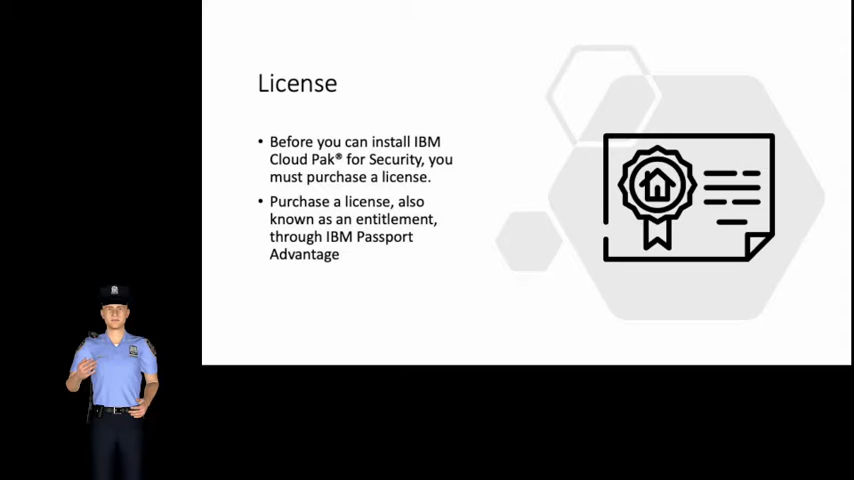 License
• Before you can install IBM
Cloud Pak® for Security, you
must purchase a license.
• Purchase a license, also
known as an entitlement,
through IBM Passport
Advantage